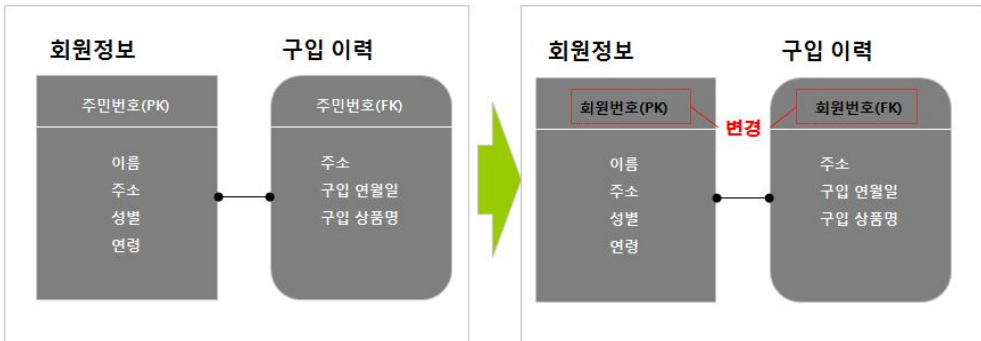 회원정보
구입 이력
주민번호(PK)
주민번호(FK)
이름
주소
성별
연령
주소
구입 연월일
구입 상품명
회원정보
구입 이력
회원번호(PK)
회원번호(FK)
변경
이름
주소
성별
연령
주소
구입 연월일
구입 상품명